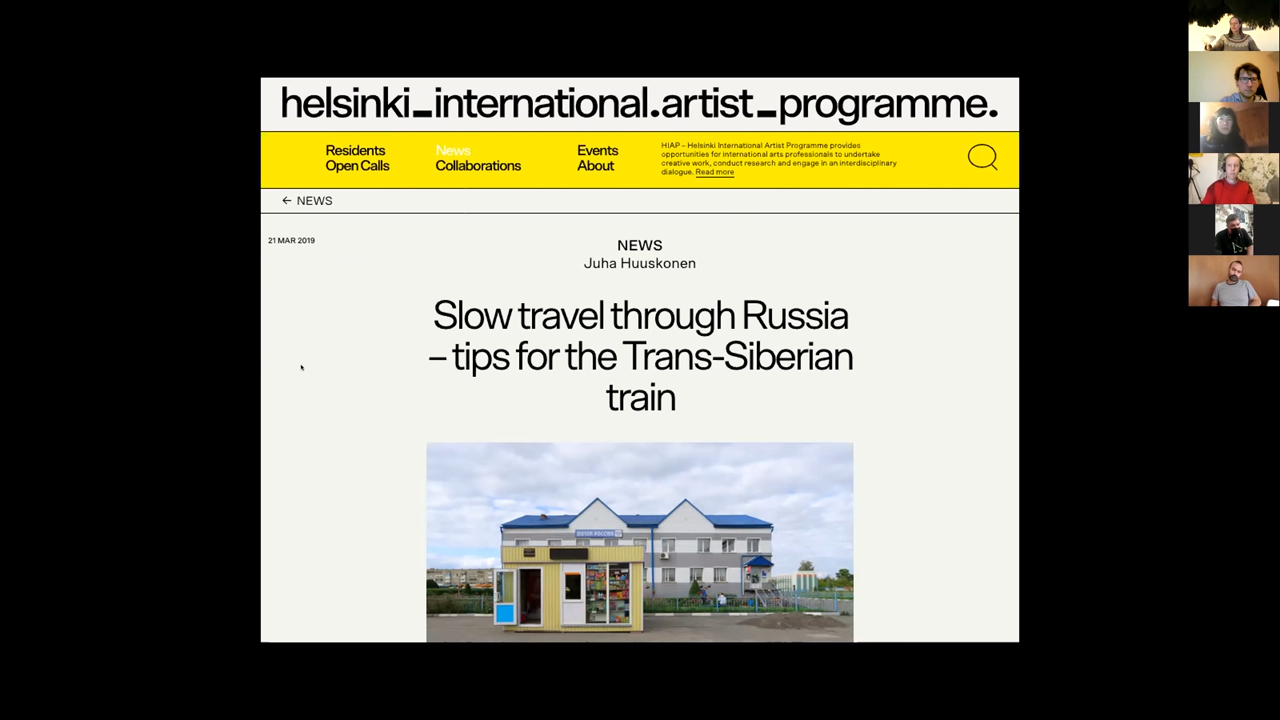 helsinki_international.artist_programme.
Residents
Open Calls
News
Collaborations
Events
About
HIAP – Helsinki International Artist Programme provides
opportunities for international arts professionals to undertake
creative work, conduct research and engage in an interdisciplinary
dialogue. Read more
← NEWS
21 MAR 2019
NEWS
Juha Huuskonen
Slow travel through Russia
– tips for the Trans-Siberian
train
ПОЧТА РОССИИ